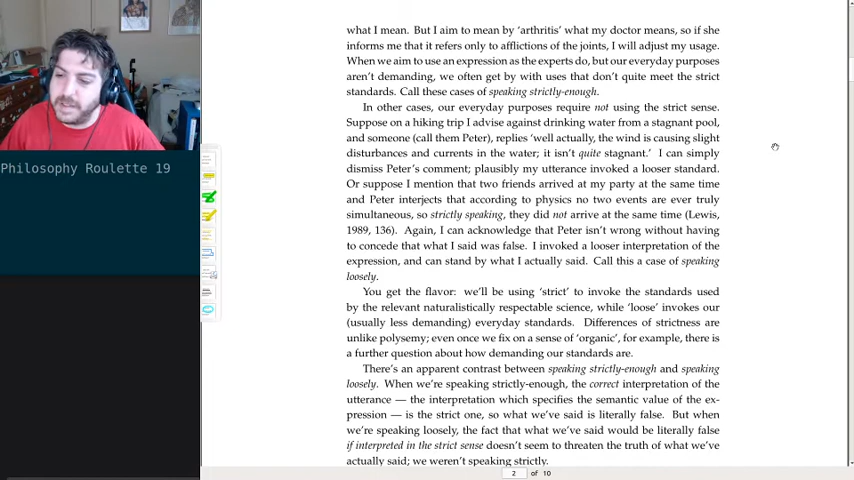 what I mean. But I aim to mean by ‘arthritis’ what my doctor means, so if she
informs me that it refers only to afflictions of the joints, I will adjust my usage.
When we aim to use an expression as the experts do, but our everyday purposes
aren’t demanding, we often get by with uses that don’t quite meet the strict
standards. Call these cases of speaking strictly-enough.
In other cases, our everyday purposes require not using the strict sense.
Suppose on a hiking trip I advise against drinking water from a stagnant pool,
and someone (call them Peter), replies ‘well actually, the wind is causing slight
disturbances and currents in the water; it isn’t quite stagnant.’ I can simply
dismiss Peter’s comment; plausibly my utterance invoked a looser standard.
Or suppose I mention that two friends arrived at my party at the same time
and Peter interjects that according to physics no two events are ever truly
simultaneous, so strictly speaking, they did not arrive at the same time (Lewis,
1989, 136). Again, I can acknowledge that Peter isn’t wrong without having
to concede that what I said was false. I invoked a looser interpretation of the
expression, and can stand by what I actually said. Call this a case of speaking
loosely.
You get the flavor: we’ll be using ‘strict’ to invoke the standards used
by the relevant naturalistically respectable science, while ‘loose’ invokes our
(usually less demanding) everyday standards. Differences of strictness are
unlike polysemy; even once we fix on a sense of ‘organic’, for example, there is
a further question about how demanding our standards are.
There’s an apparent contrast between speaking strictly-enough and speaking
loosely. When we’re speaking strictly-enough, the correct interpretation of the
utterance — the interpretation which specifies the semantic value of the ex-
pression — is the strict one, so what we’ve said is literally false. But when
we’re speaking loosely, the fact that what we’ve said would be literally false
if interpreted in the strict sense doesn’t seem to threaten the truth of what we’ve
actually said; we weren’t speaking strictly.
Philosophy Roulette 19
2 of 10